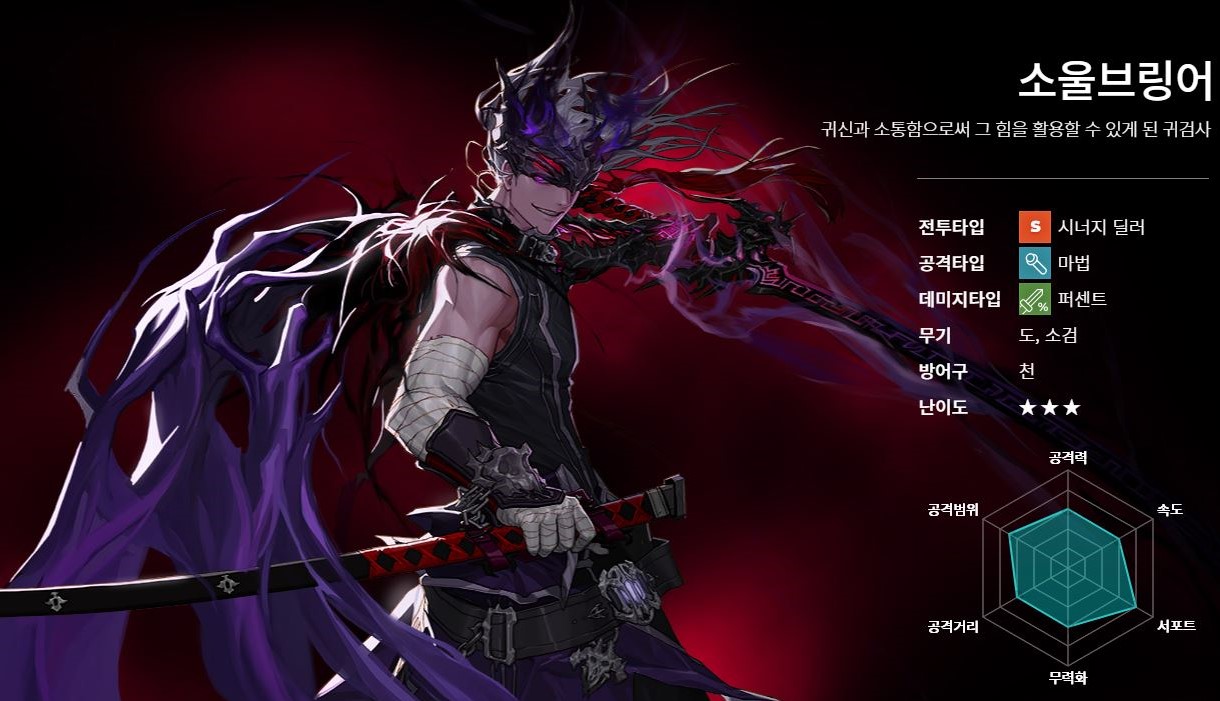 소울브링어
귀신과 소통함으로써 그 힘을 활용할 수 있게 된 귀검사
전투타입 S 시너지 딜러
공격타입 마법
데미지타입 % 퍼센트
무기 도, 소검
방어구 천
난이도 ★★★
공격력
공격범위 속도
공격거리 서포트
무력화